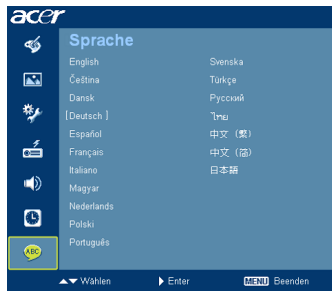 acer
Sprache
English
Čeština
Dansk
[Deutsch ]
Español
Français
Italiano
Magyar
Nederlands
Polski
Português
Svenska
Türkçe
Русский
ไทย
中文 (繁)
中文 (简)
日本語
ABC
Wählen
Enter
MENU Beenden